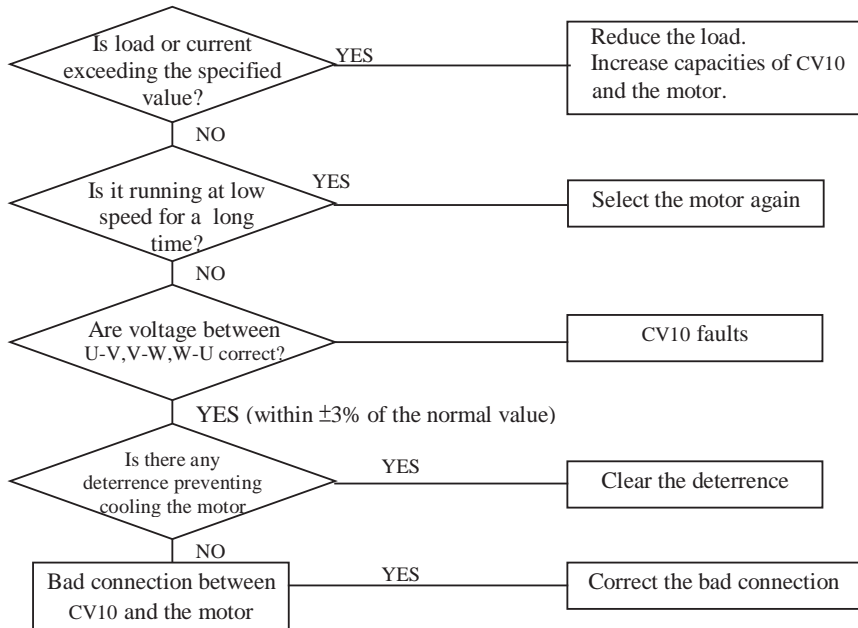 Is load or current
exceeding the specified
value?
YES
Reduce the load.
Increase capacities of CV10
and the motor.
NO
Is it running at low
speed for a long
time?
YES
Select the motor again
NO
Are voltage between
U-V,V-W,W-U correct?
CV10 faults
YES (within ±3% of the normal value)
Is there any
deterrence preventing
cooling the motor
YES
Clear the deterrence
NO
Bad connection between
CV10 and the motor
YES
Correct the bad connection